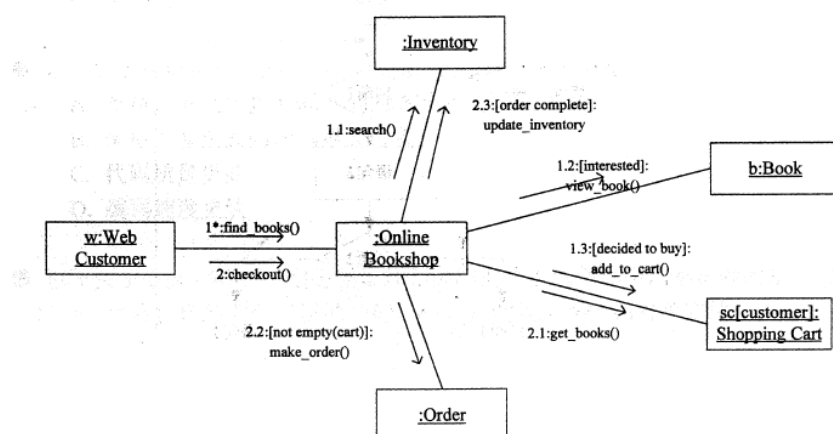 :Inventory
1.1:search()
2.3:[order complete]:
update_inventory
1.2:[interested]:
view_book()
b:Book
w:Web
Customer
1*:find_books()
2:checkout()
:Online
Bookshop
1.3:[decided to buy]:
add_to_cart()
2.1:get_books()
sc[customer]:
Shopping Cart
2.2:[not empty(cart)]:
make_order()
:Order